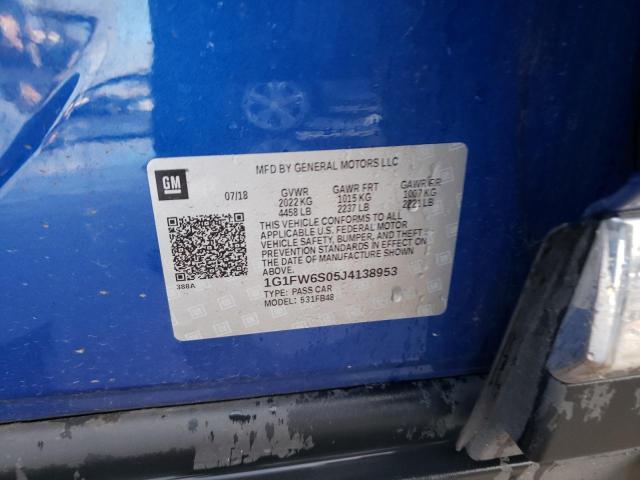 GM
MFD BY GENERAL MOTORS LLC
07/18 GVWR GAWR FRT GAWR RR
2022 KG 1015 KG 1007 KG
4458 LB 2237 LB 2221 LB
THIS VEHICLE CONFORMS TO ALL
APPLICABLE U.S. FEDERAL MOTOR
VEHICLE SAFETY, BUMPER, AND THEFT
PREVENTION STANDARDS IN EFFECT ON
THE DATE OF MANUFACTURE SHOWN
ABOVE.
388A
1G1FW6S05J4138953
TYPE: PASS CAR
MODEL: 531FB48